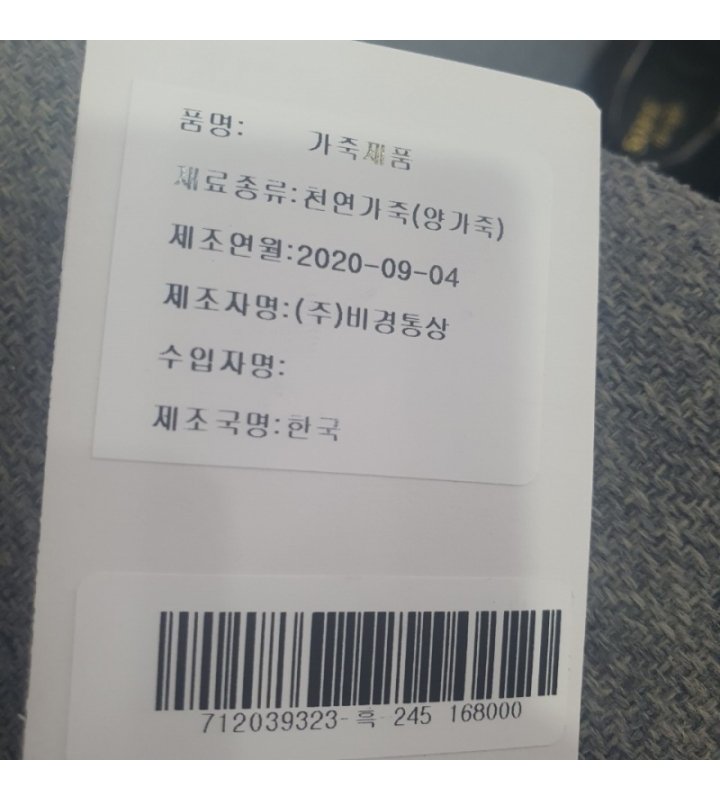 품명: 가죽제품
재료종류:천연가죽(양가죽)
제조연월:2020-09-04
제조자명:(주)비경통상
수입자명:
제조국명:한국
712039323- 흑 245 168000